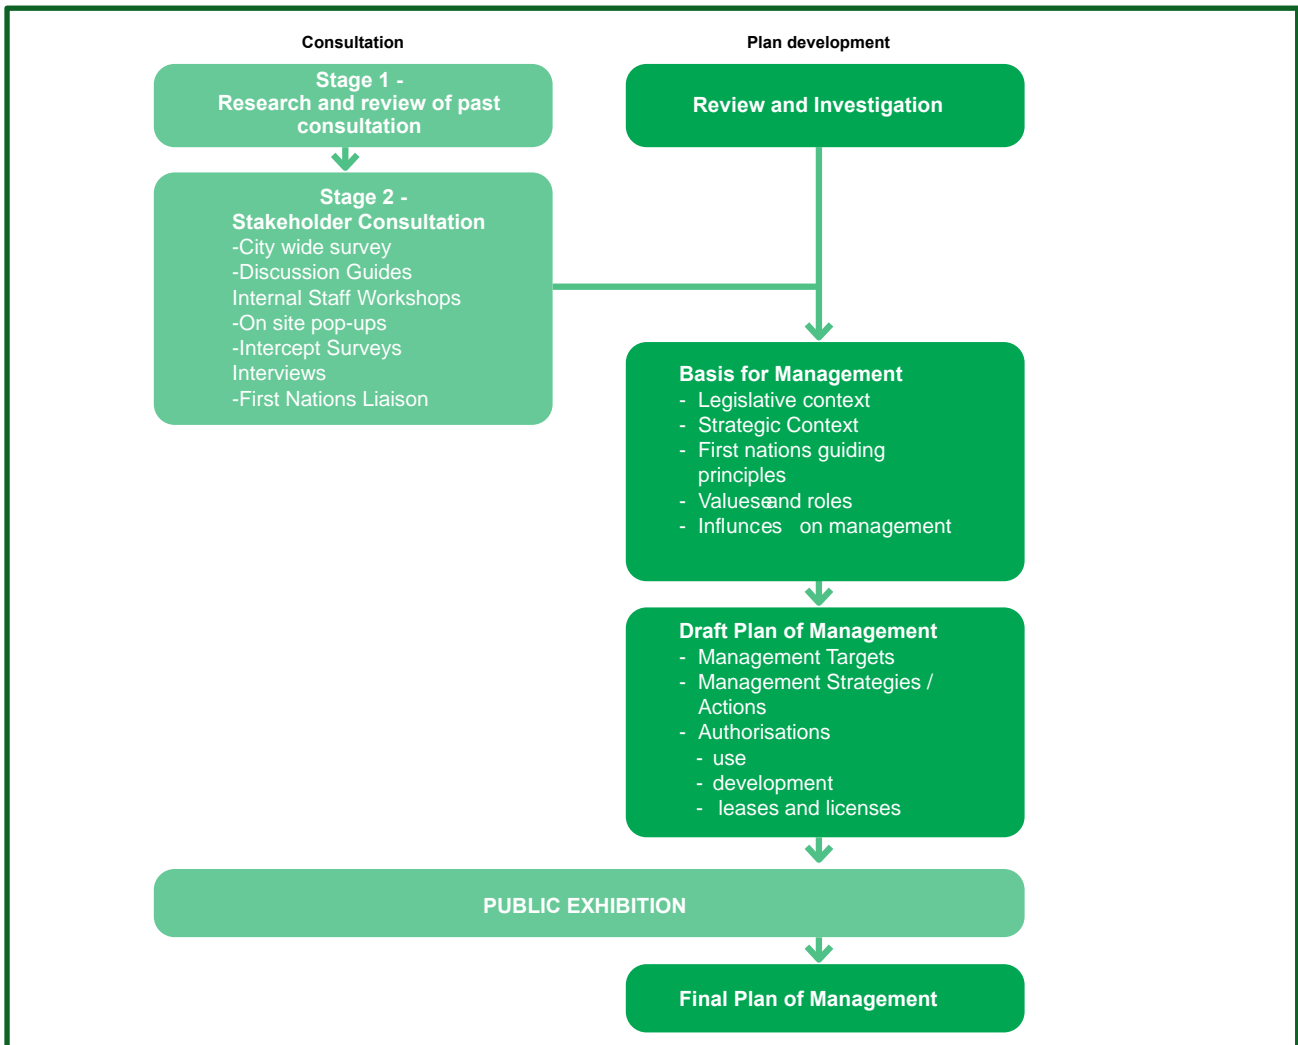 Consultation
Plan development
Stage 1 -
Research and review of past
consultation
Review and Investigation
Stage 2 -
Stakeholder Consultation
-City wide survey
-Discussion Guides
Internal Staff Workshops
-On site pop-ups
-Intercept Surveys
Interviews
-First Nations Liaison
Basis for Management
- Legislative context
- Strategic Context
- First nations guiding
principles
- Values and roles
- Influnces on management
Draft Plan of Management
- Management Targets
- Management Strategies /
Actions
- Authorisations
- use
- development
- leases and licenses
PUBLIC EXHIBITION
Final Plan of Management